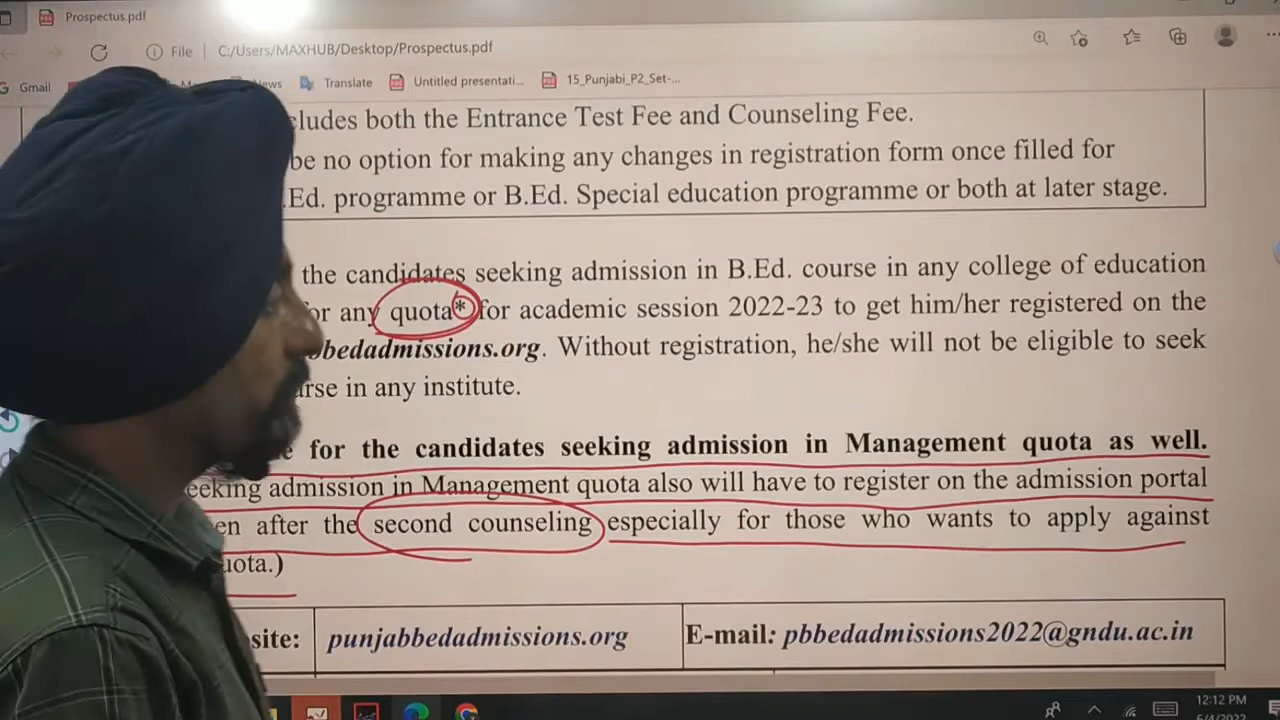 Prospectus.pdf
File | C:/Users/MAXHUB/Desktop/Prospectus.pdf
Gmail News Translate Untitled presentati... 15_Punjabi_P2_Set-...
both the Entrance Test Fee and Counseling Fee.
be no option for making any changes in registration form once filled for
.Ed. programme or B.Ed. Special education programme or both at later stage.
the candidates seeking admission in B.Ed. course in any college of education
any quota* for academic session 2022-23 to get him/her registered on the
bbedadmissions.org. Without registration, he/she will not be eligible to seek
in any institute.
for the candidates seeking admission in Management quota as well.
eeking admission in Management quota also will have to register on the admission portal
after the second counseling especially for those who wants to apply against
uota.)
site: punjabbedadmissions.org E-mail: pbbedadmissions2022@gndu.ac.in
12:12 PM